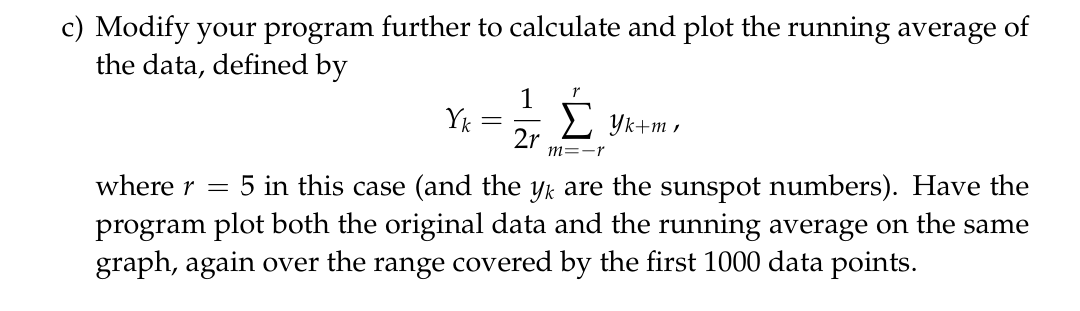 c) Modify your program further to calculate and plot the running average of
the data, defined by
Y_k = \frac{1}{2r} \sum_{m=-r}^{r} y_{k+m} ,
where r = 5 in this case (and the y_k are the sunspot numbers). Have the
program plot both the original data and the running average on the same
graph, again over the range covered by the first 1000 data points.